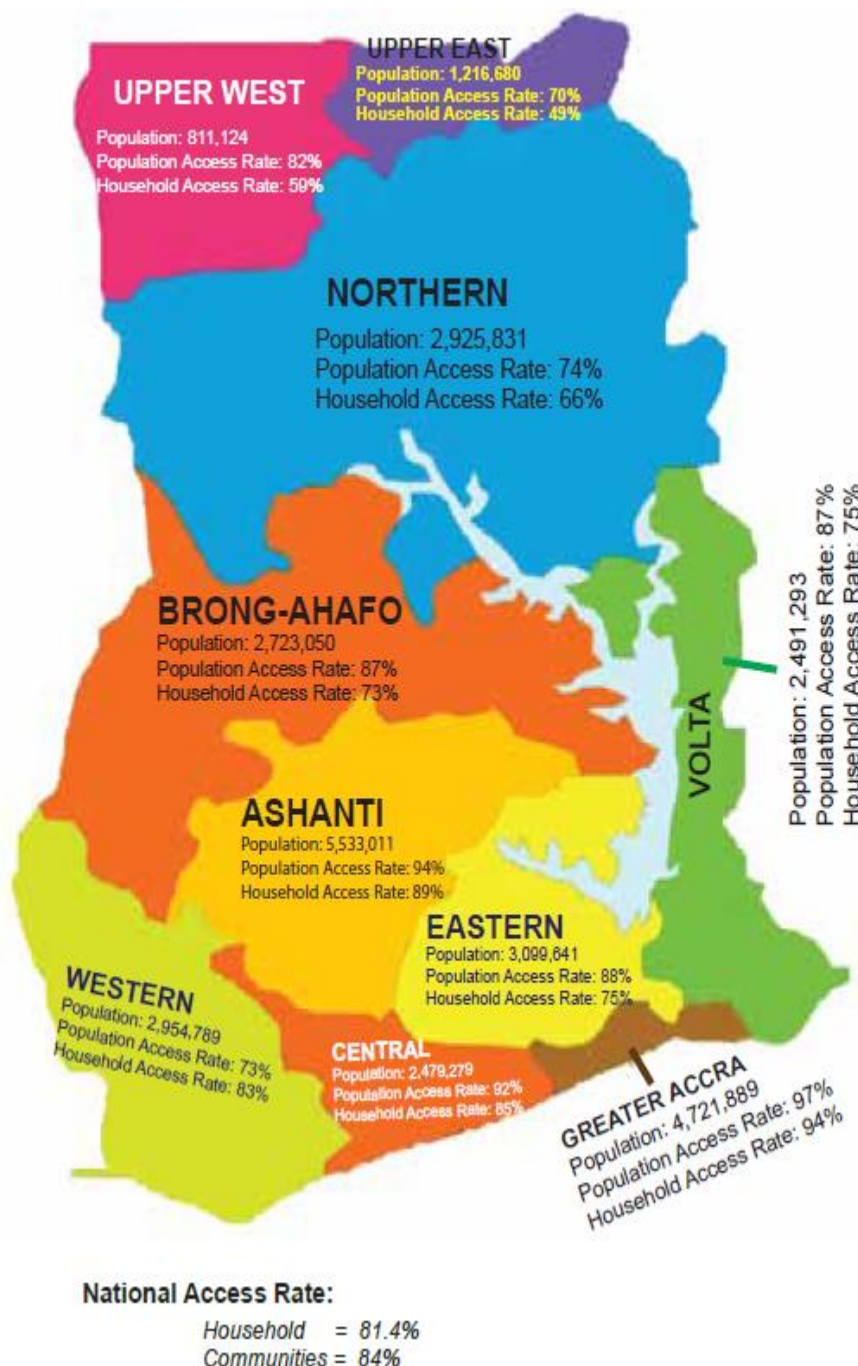 UPPER EAST
Population: 1,216,680
Population Access Rate: 70%
Household Access Rate: 49%
UPPER WEST
Population: 811,124
Population Access Rate: 82%
Household Access Rate: 59%
NORTHERN
Population: 2,925,831
Population Access Rate: 74%
Household Access Rate: 66%
BRONG-AHAFO
Population: 2,723,050
Population Access Rate: 87%
Household Access Rate: 73%
VOLTA
Population: 2,491,293
Population Access Rate: 87%
Household Access Rate: 75%
ASHANTI
Population: 5,533,011
Population Access Rate: 94%
Household Access Rate: 89%
EASTERN
Population: 3,099,641
Population Access Rate: 88%
Household Access Rate: 75%
WESTERN
Population: 2,954,789
Population Access Rate: 73%
Household Access Rate: 83%
CENTRAL
Population: 2,479,279
Population Access Rate: 92%
Household Access Rate: 85%
GREATER ACCRA
Population: 4,721,889
Population Access Rate: 97%
Household Access Rate: 94%
National Access Rate:
Household = 81.4%
Communities = 84%